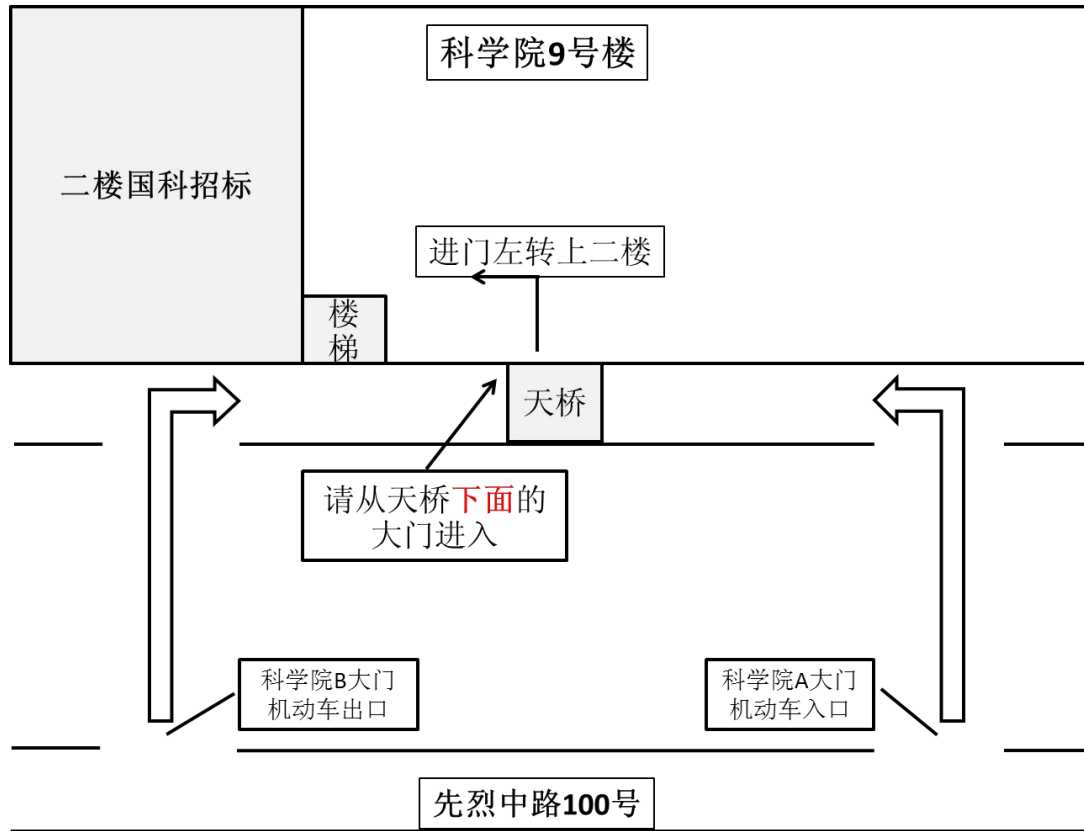 科学院9号楼
二楼国科招标
进门左转上二楼
楼
梯
天桥
请从天桥下面的
大门进入
科学院B大门
机动车出口
科学院A大门
机动车入口
先烈中路100号